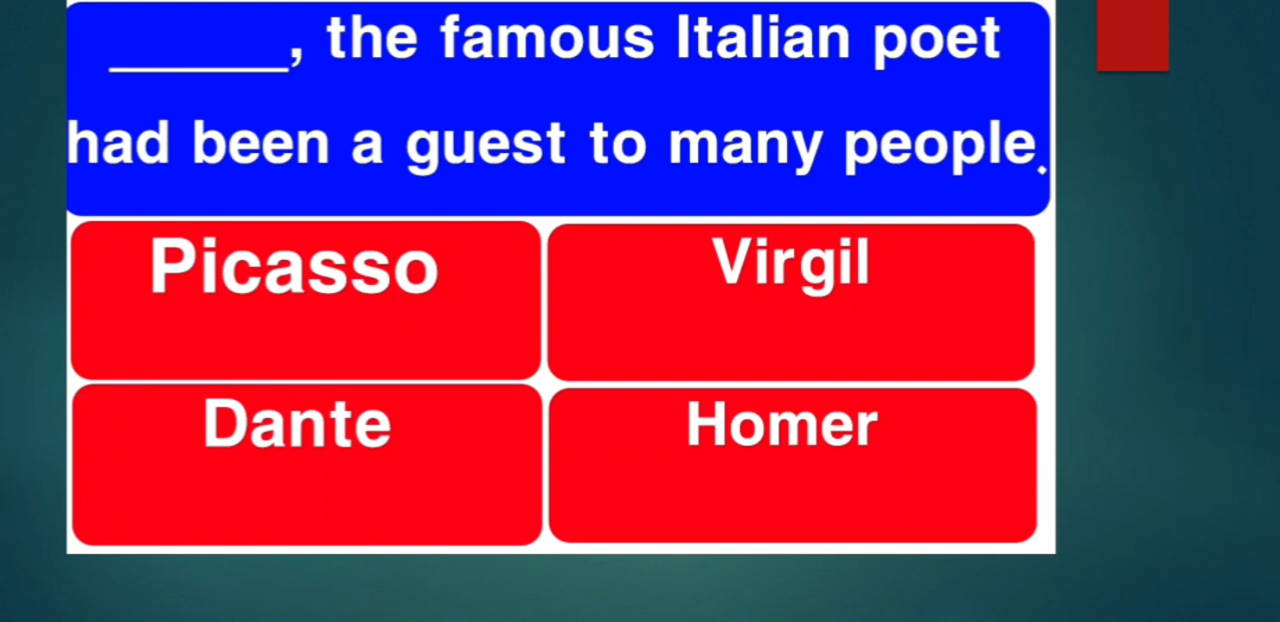 ______, the famous Italian poet
had been a guest to many people.
Picasso
Virgil
Dante
Homer